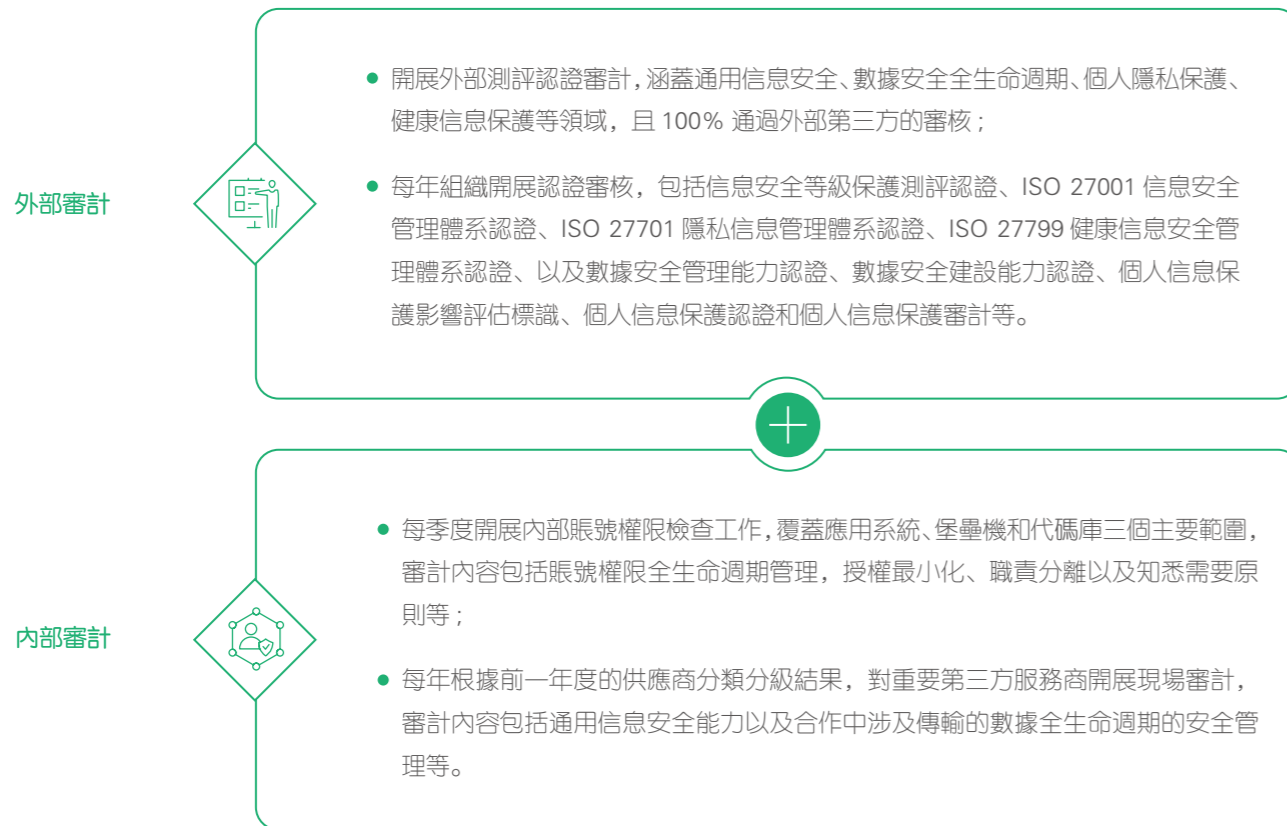 外部審計
• 開展外部測評認證審計，涵蓋通用信息安全、數據安全全生命週期、個人隱私保護、
健康信息保護等領域，且 100% 通過外部第三方的審核；
• 每年組織開展認證審核，包括信息安全等級保護測評認證、ISO 27001 信息安全
管理體系認證、ISO 27701 隱私信息管理體系認證、ISO 27799 健康信息安全管
理體系認證、以及數據安全管理能力認證、數據安全建設能力認證、個人信息保
護影響評估標識、個人信息保護認證和個人信息保護審計等。
內部審計
• 每季度開展內部賬號權限檢查工作，覆蓋應用系統、堡壘機和代碼庫三個主要範圍，
審計內容包括賬號權限全生命週期管理，授權最小化、職責分離以及知悉需要原
則等；
• 每年根據前一年度的供應商分類分級結果，對重要第三方服務商開展現場審計，
審計內容包括通用信息安全能力以及合作中涉及傳輸的數據全生命週期的安全管
理等。